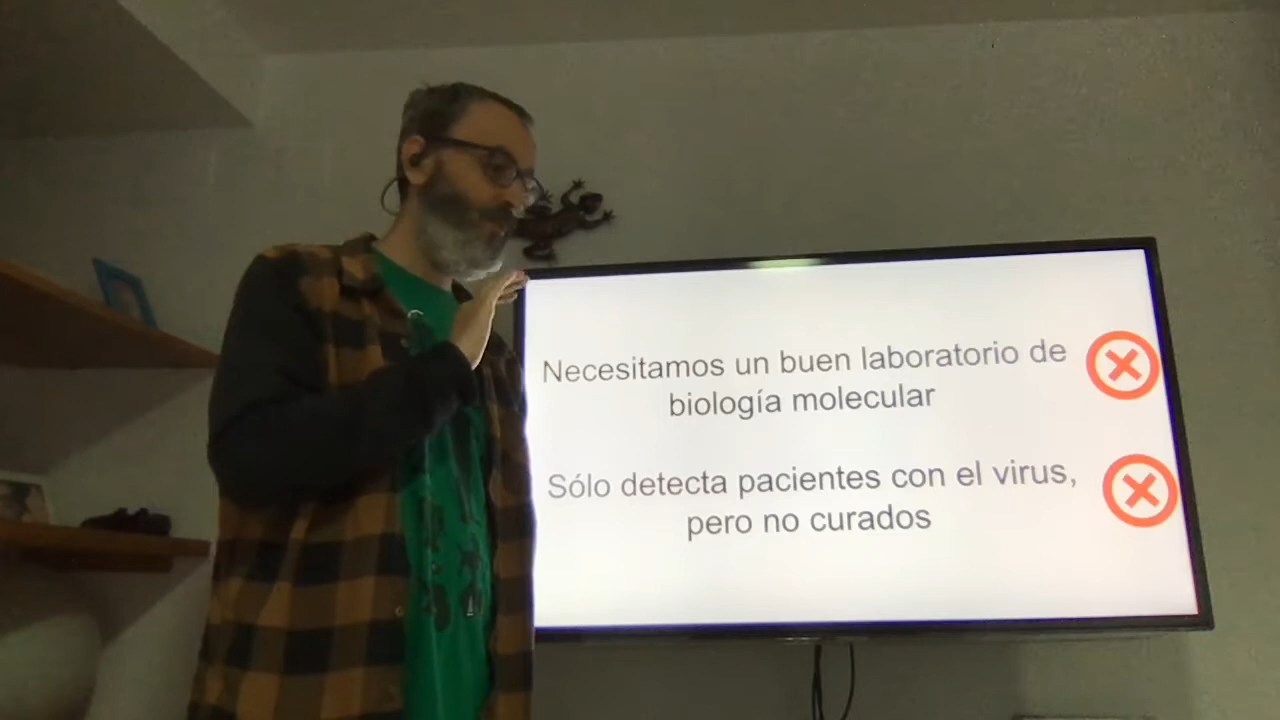 Necesitamos un buen laboratorio de
biología molecular
Sólo detecta pacientes con el virus,
pero no curados